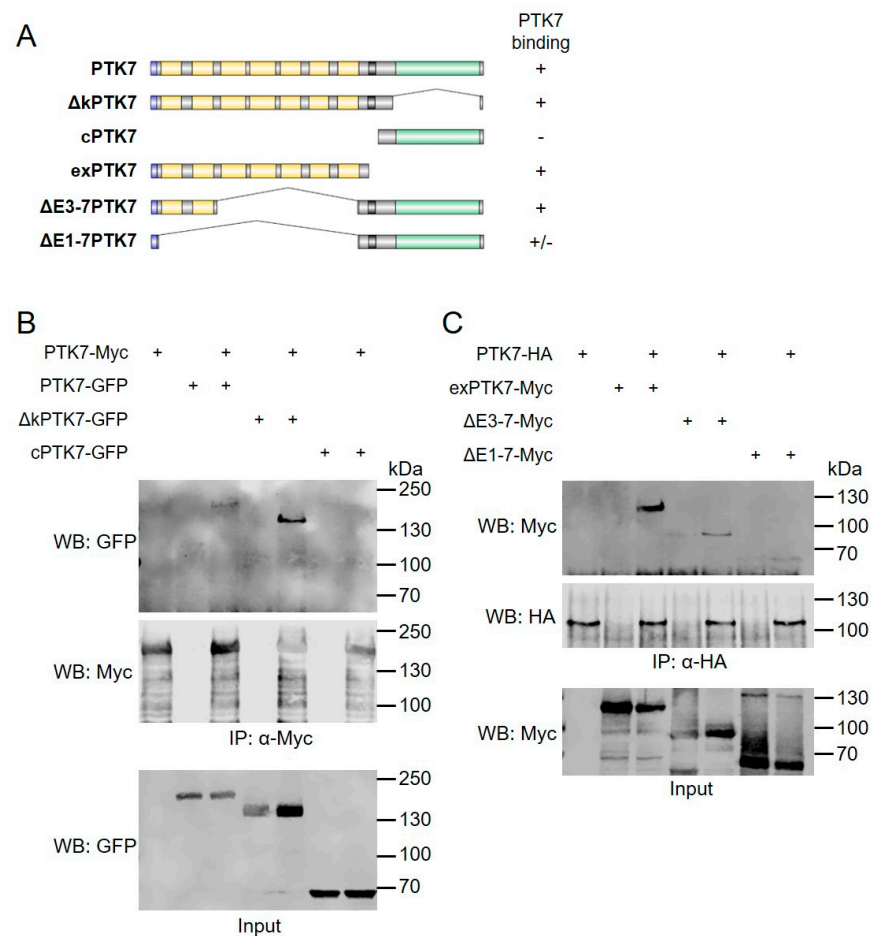 A
PTK7
binding
PTK7 +
ΔkPTK7 +
cPTK7 -
exPTK7 +
ΔE3-7PTK7 +
ΔE1-7PTK7 +/-
B
PTK7-Myc + + + +
PTK7-GFP + +
ΔkPTK7-GFP + +
cPTK7-GFP + +
kDa
WB: GFP
250
130
100
70
WB: Myc
250
130
100
IP: α-Myc
WB: GFP
250
130
100
70
Input
C
PTK7-HA + + + +
exPTK7-Myc + +
ΔE3-7-Myc + +
ΔE1-7-Myc + +
kDa
WB: Myc
130
100
70
WB: HA
130
100
IP: α-HA
WB: Myc
130
100
70
Input